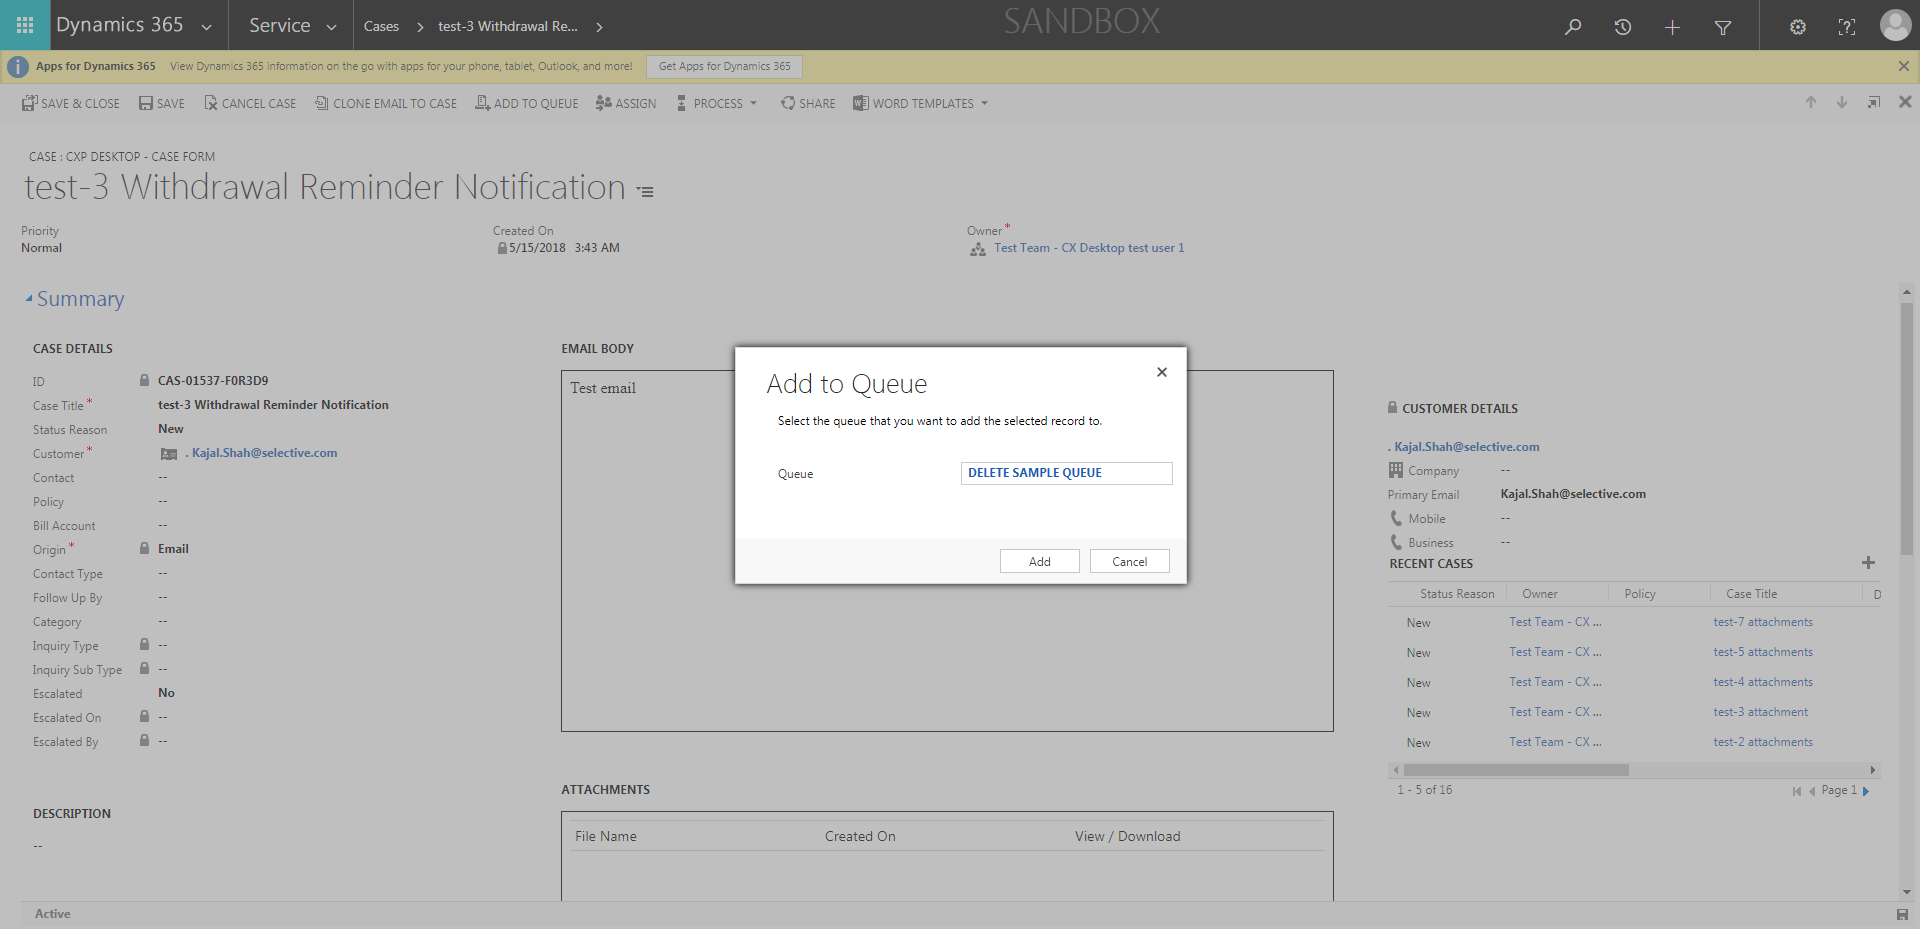 Dynamics 365
Service
Cases
test-3 Withdrawal Re...
SANDBOX
Apps for Dynamics 365
View Dynamics 365 information on the go with apps for your phone, tablet, Outlook, and more!
Get Apps for Dynamics 365
SAVE & CLOSE
SAVE
CANCEL CASE
CLONE EMAIL TO CASE
ADD TO QUEUE
ASSIGN
PROCESS
SHARE
WORD TEMPLATES
CASE : CXP DESKTOP - CASE FORM
test-3 Withdrawal Reminder Notification
Priority
Normal
Created On
5/15/2018 3:43 AM
Owner *
Test Team - CX Desktop test user 1
Summary
CASE DETAILS
ID CAS-01537-F0R3D9
Case Title * test-3 Withdrawal Reminder Notification
Status Reason New
Customer * . Kajal.Shah@selective.com
Contact --
Policy --
Bill Account --
Origin * Email
Contact Type --
Follow Up By --
Category --
Inquiry Type --
Inquiry Sub Type --
Escalated No
Escalated On --
Escalated By --
DESCRIPTION
--
EMAIL BODY
Test email
Add to Queue
Select the queue that you want to add the selected record to.
Queue DELETE SAMPLE QUEUE
Add Cancel
ATTACHMENTS
File Name Created On View / Download
CUSTOMER DETAILS
. Kajal.Shah@selective.com
Company --
Primary Email Kajal.Shah@selective.com
Mobile --
Business --
RECENT CASES
Status Reason Owner Policy Case Title D
New Test Team - CX ... test-7 attachments
New Test Team - CX ... test-5 attachments
New Test Team - CX ... test-4 attachments
New Test Team - CX ... test-3 attachment
New Test Team - CX ... test-2 attachments
1 - 5 of 16 Page 1
Active